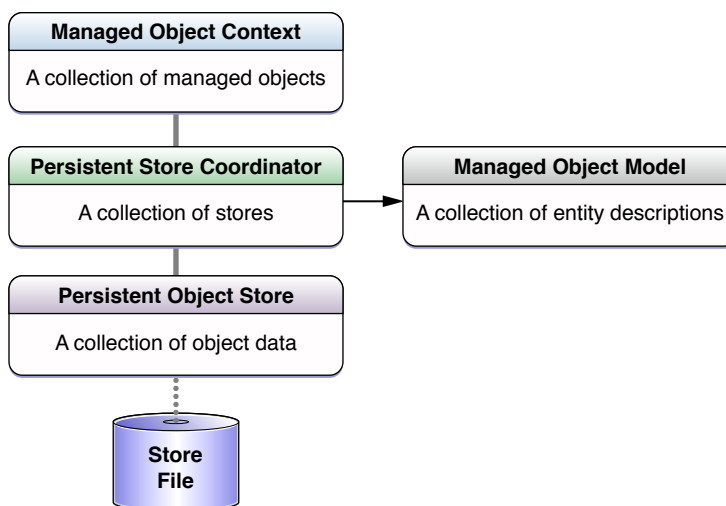 Managed Object Context
A collection of managed objects
Persistent Store Coordinator
A collection of stores
Managed Object Model
A collection of entity descriptions
Persistent Object Store
A collection of object data
Store
File